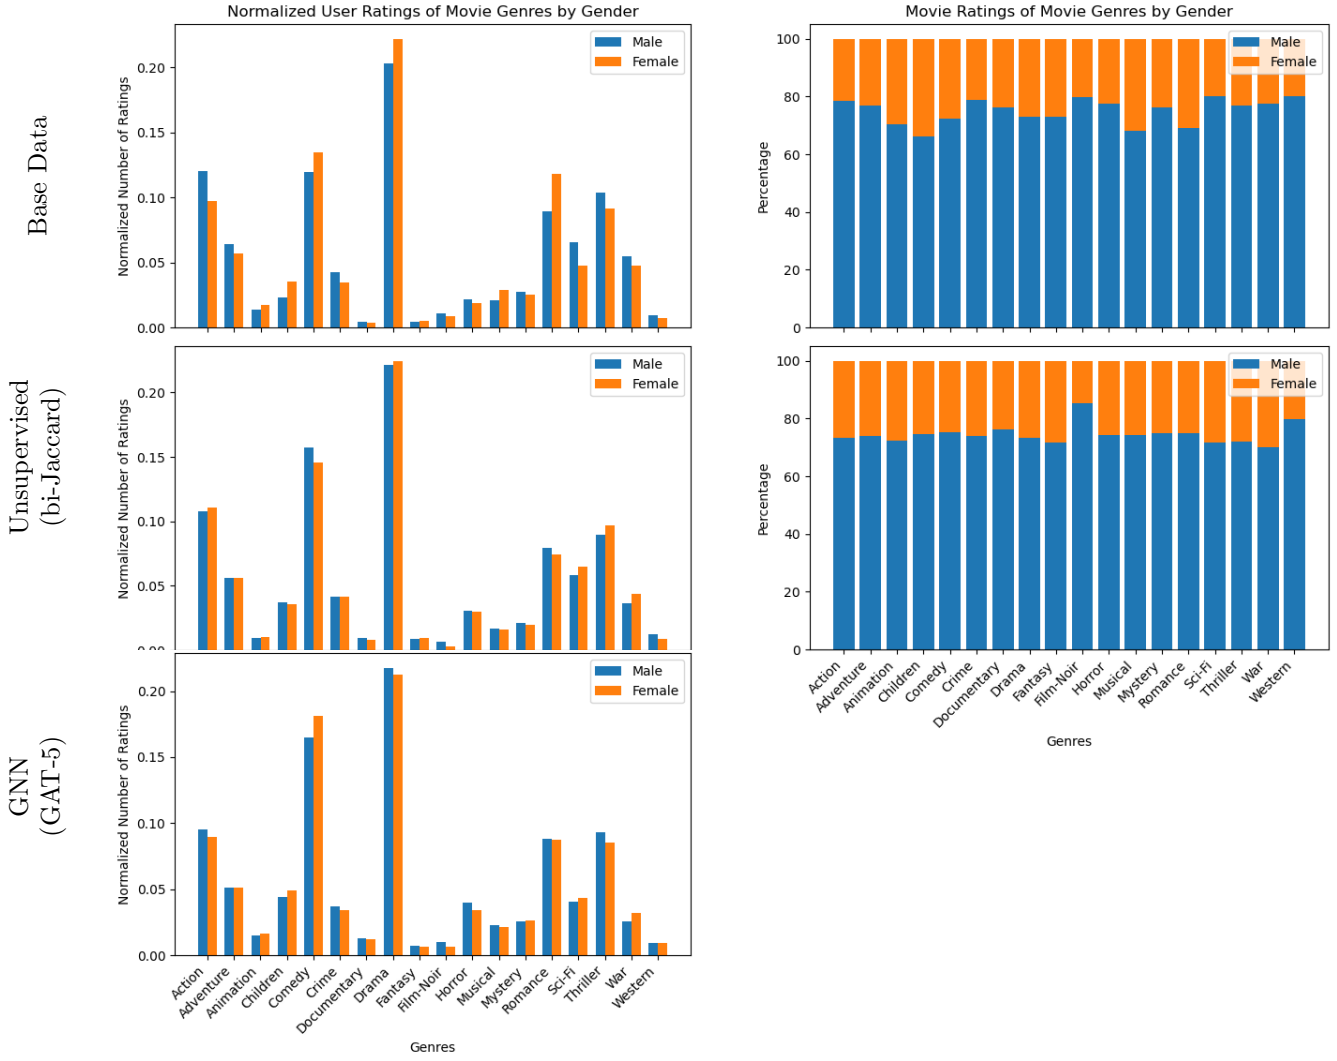 Normalized User Ratings of Movie Genres by Gender
Movie Ratings of Movie Genres by Gender
Base Data
Normalized Number of Ratings
0.20
0.15
0.10
0.05
0.00
Male
Female
Percentage
100
80
60
40
20
0
Male
Female
Unsupervised
(bi-Jaccard)
Normalized Number of Ratings
0.20
0.15
0.10
0.05
Male
Female
Percentage
100
80
60
40
20
0
Male
Female
Action
Adventure
Animation
Children
Comedy
Crime
Documentary
Drama
Fantasy
Film-Noir
Horror
Musical
Mystery
Romance
Sci-Fi
Thriller
War
Western
Genres
GNN
(GAT-5)
Normalized Number of Ratings
0.20
0.15
0.10
0.05
0.00
Male
Female
Action
Adventure
Animation
Children
Comedy
Crime
Documentary
Drama
Fantasy
Film-Noir
Horror
Musical
Mystery
Romance
Sci-Fi
Thriller
War
Western
Genres